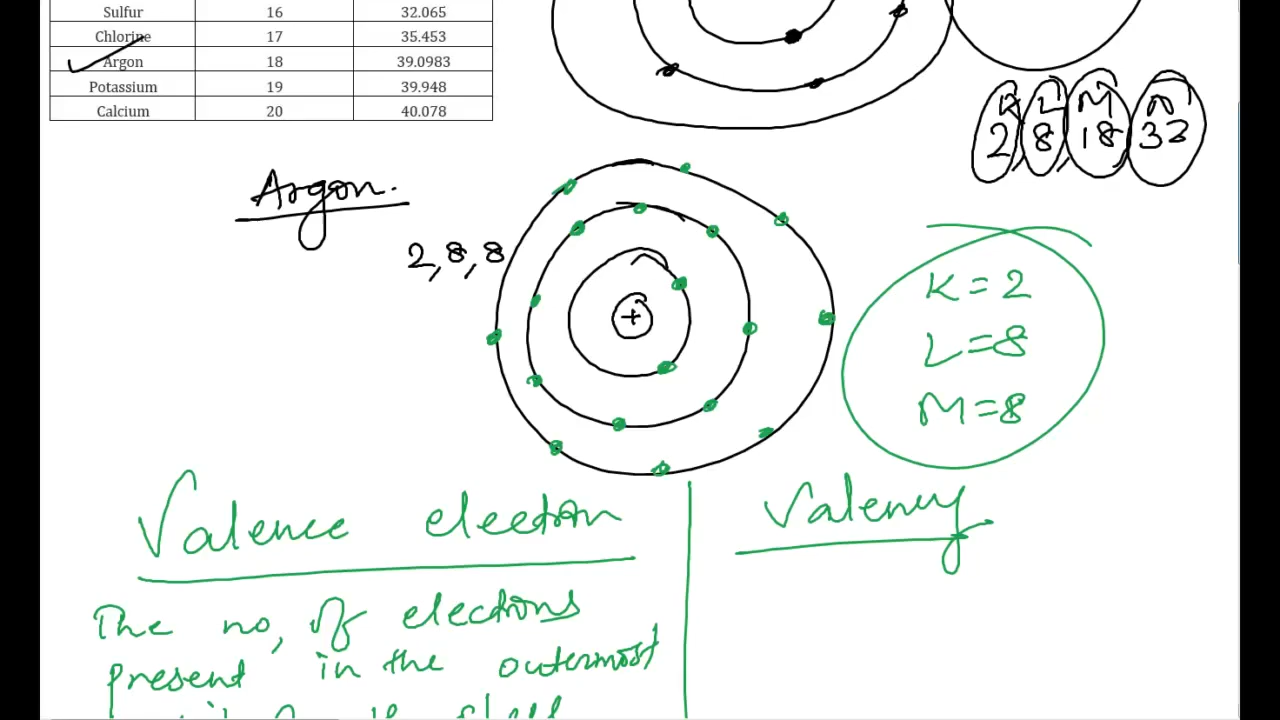 Sulfur 16 32.065
Chlorine 17 35.453
Argon 18 39.0983
Potassium 19 39.948
Calcium 20 40.078
K L M N
2, 8, 18, 32
Argon.
2, 8, 8
+
K = 2
L = 8
M = 8
Valence electron
Valency
The no, of electrons
present in the outermost